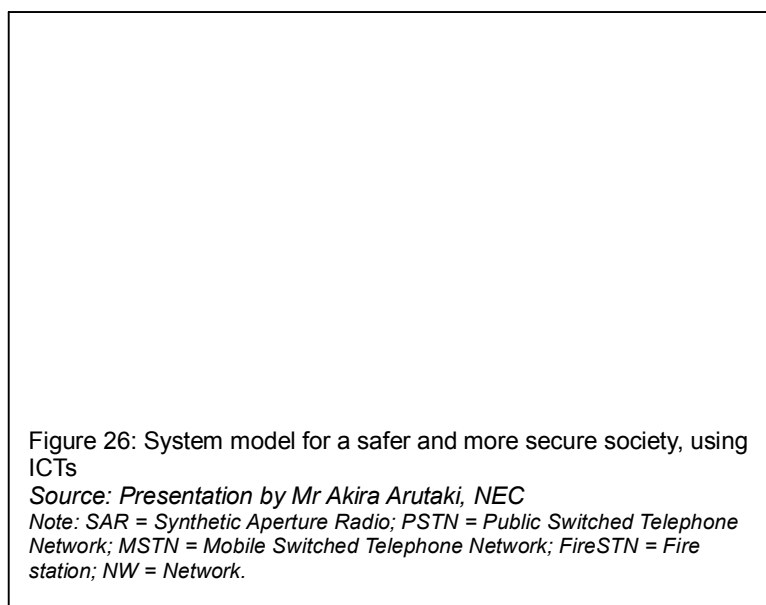 Figure 26: System model for a safer and more secure society, using
ICTs
Source: Presentation by Mr Akira Arutaki, NEC
Note: SAR = Synthetic Aperture Radio; PSTN = Public Switched Telephone
Network; MSTN = Mobile Switched Telephone Network; FireSTN = Fire
station; NW = Network.